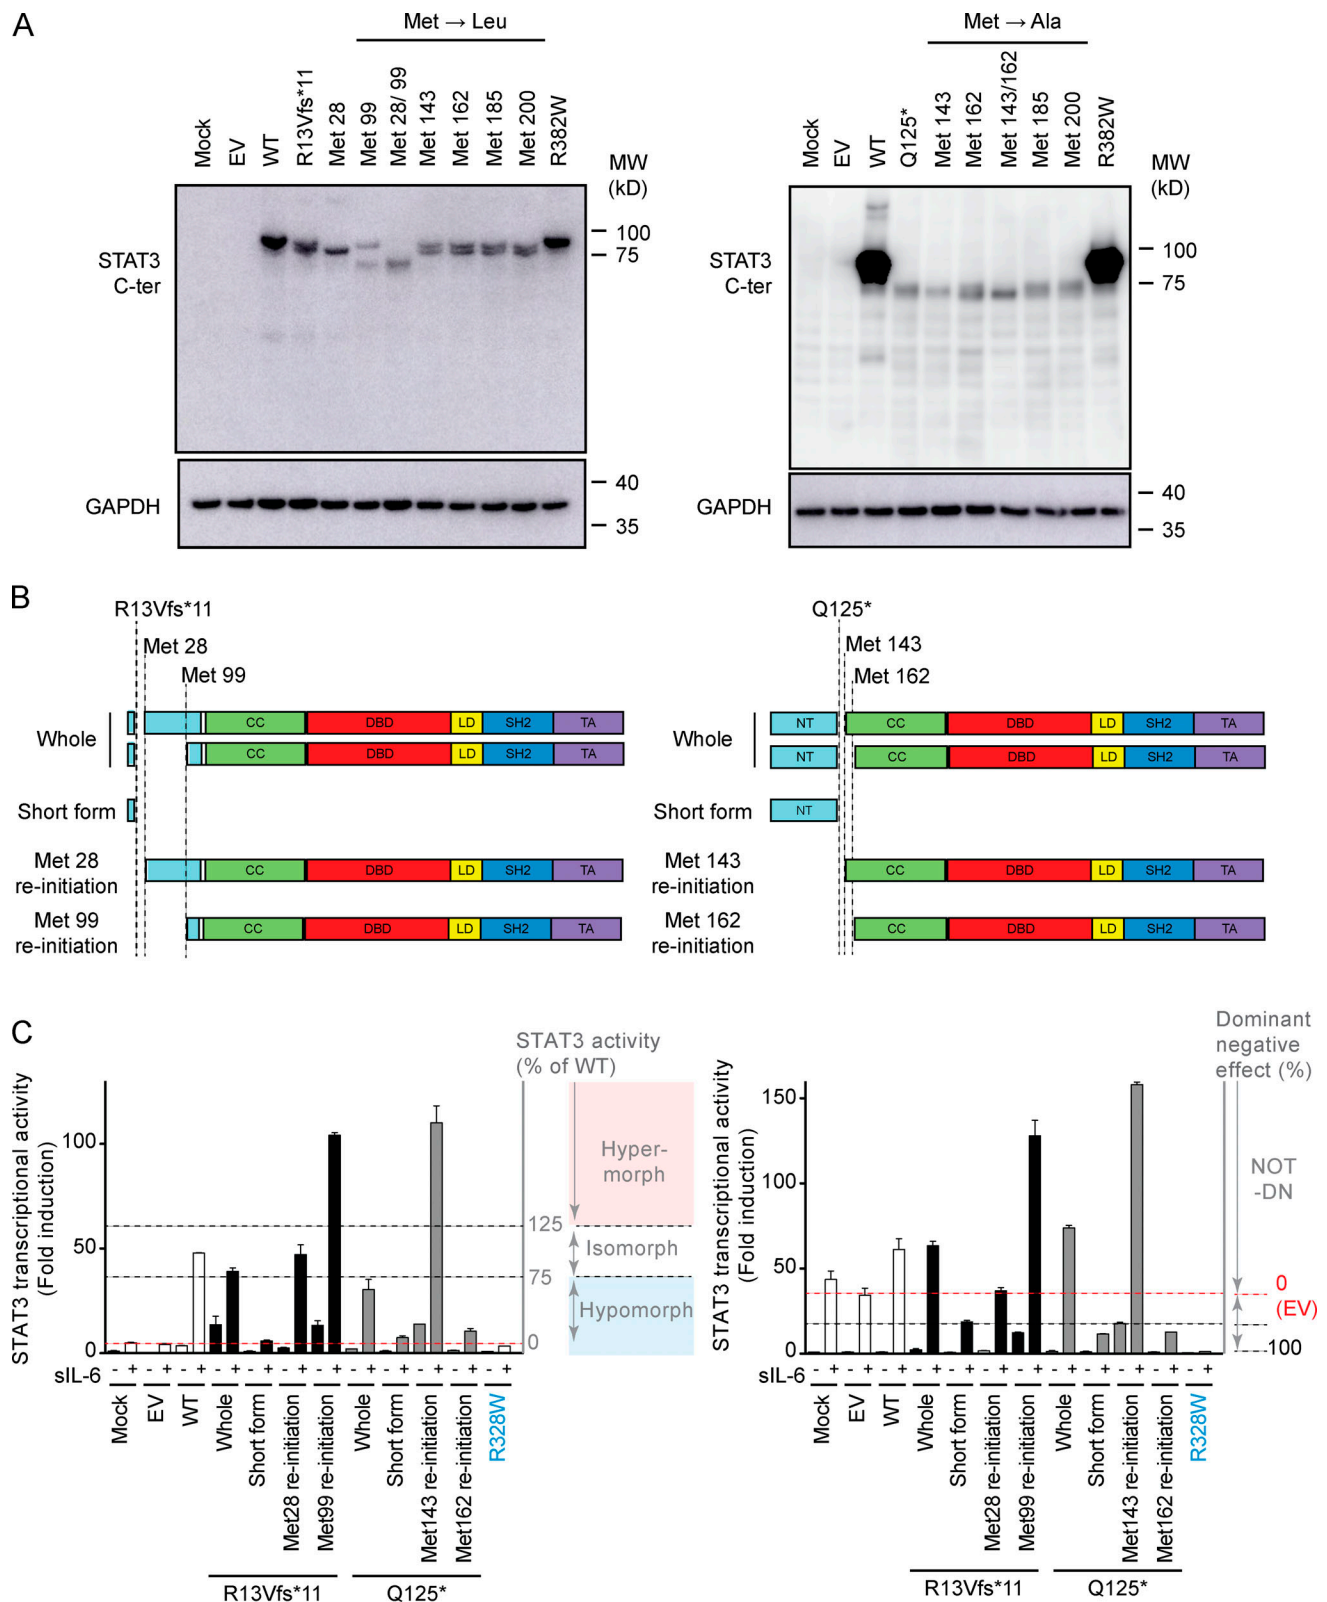 A
Met → Leu
Mock
EV
WT
R13Vfs*11
Met 28
Met 99
Met 28/ 99
Met 143
Met 162
Met 185
Met 200
R382W
MW
(kD)
STAT3
C-ter
100
75
GAPDH
40
35
Met → Ala
Mock
EV
WT
Q125*
Met 143
Met 162
Met 143/162
Met 185
Met 200
R382W
MW
(kD)
STAT3
C-ter
100
75
GAPDH
40
35
B
R13Vfs*11
Met 28
Met 99
Whole
CC DBD LD SH2 TA
CC DBD LD SH2 TA
Short form
Met 28
re-initiation
CC DBD LD SH2 TA
Met 99
re-initiation
CC DBD LD SH2 TA
Q125*
Met 143
Met 162
Whole
NT CC DBD LD SH2 TA
NT CC DBD LD SH2 TA
Short form
NT
Met 143
re-initiation
CC DBD LD SH2 TA
Met 162
re-initiation
CC DBD LD SH2 TA
C
STAT3 transcriptional activity
(Fold induction)
100
50
0
STAT3 activity
(% of WT)
125
75
0
Hyper-
morph
Isomorph
Hypomorph
sIL-6
- + - + - + - + - + - + - + - + - + - + - + - +
Mock
EV
WT
Whole
Short form
Met28 re-initiation
Met99 re-initiation
Whole
Short form
Met143 re-initiation
Met162 re-initiation
R328W
R13Vfs*11
Q125*
STAT3 transcriptional activity
(Fold induction)
150
100
50
0
Dominant
negative
effect (%)
NOT
-DN
0
(EV)
100
sIL-6
- + - + - + - + - + - + - + - + - + - + - + - +
Mock
EV
WT
Whole
Short form
Met28 re-initiation
Met99 re-initiation
Whole
Short form
Met143 re-initiation
Met162 re-initiation
R328W
R13Vfs*11
Q125*